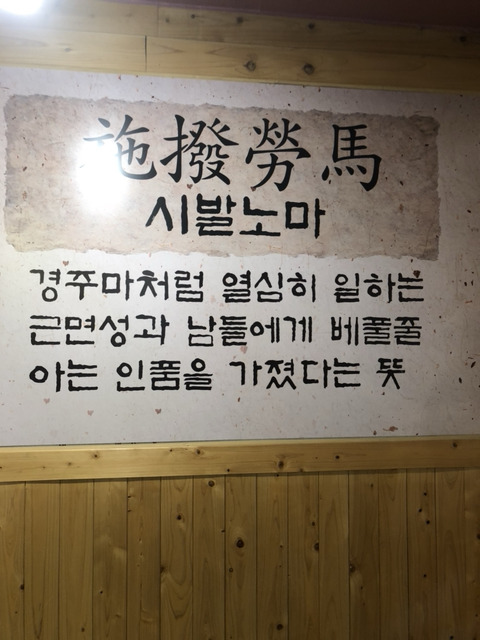 施撥勞馬
시발노마
경주마처럼 열심히 일하는
근면성과 남들에게 베풀줄
아는 인품을 가졌다는 뜻